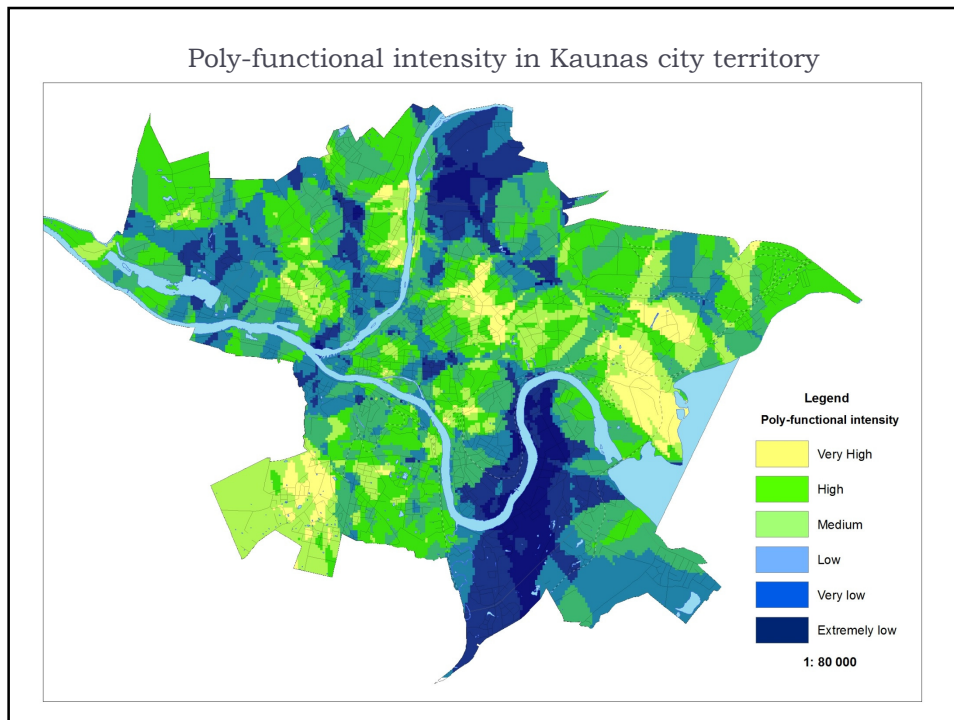 Poly-functional intensity in Kaunas city territory
Legend
Poly-functional intensity
Very High
High
Medium
Low
Very low
Extremely low
1: 80 000